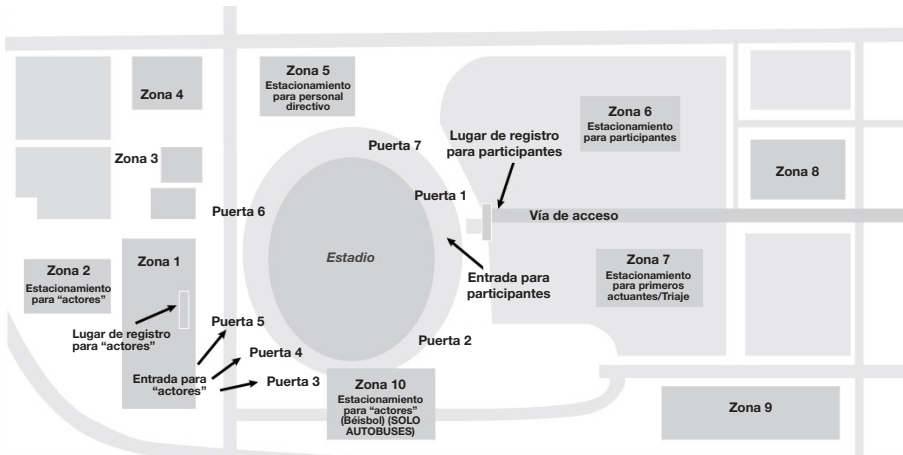 Zona 5
Estacionamiento
para personal
directivo
Zona 4
Zona 6
Estacionamiento
para participantes
Lugar de registro
para participantes
Puerta 7
Zona 3
Zona 8
Puerta 1
Puerta 6
Vía de acceso
Estadio
Zona 1
Zona 2
Estacionamiento
para “actores”
Zona 7
Estacionamiento
para primeros
actuantes/Triaje
Entrada para
participantes
Lugar de registro
para “actores”
Puerta 5
Puerta 2
Puerta 4
Entrada para
“actores”
Puerta 3
Zona 10
Estacionamiento
para “actores”
(Béisbol) (SOLO
AUTOBUSES)
Zona 9